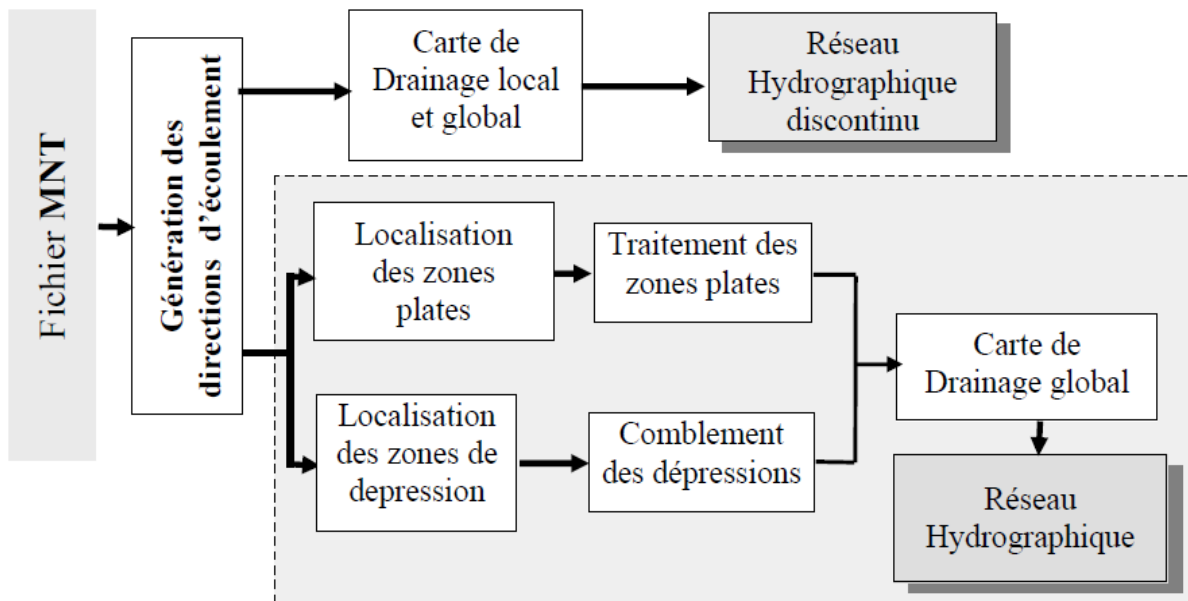 Fichier MNT
Génération des
directions d'écoulement
Carte de
Drainage local
et global
Réseau
Hydrographique
discontinu
Localisation
des zones
plates
Traitement des
zones plates
Localisation
des zones de
depression
Comblement
des dépressions
Carte de
Drainage global
Réseau
Hydrographique